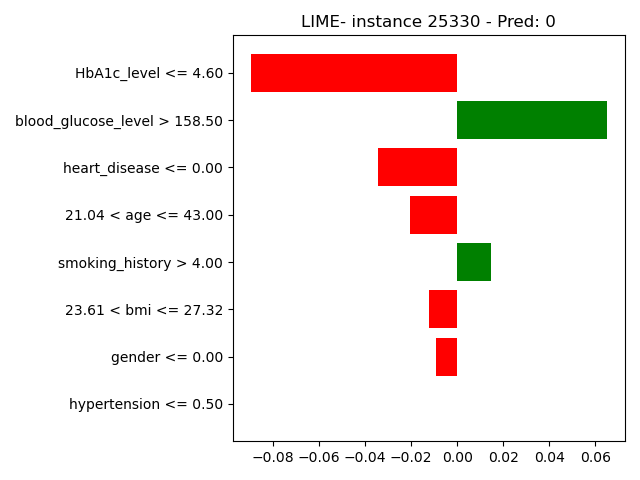 LIME- instance 25330 - Pred: 0
HbA1c_level <= 4.60
blood_glucose_level > 158.50
heart_disease <= 0.00
21.04 < age <= 43.00
smoking_history > 4.00
23.61 < bmi <= 27.32
gender <= 0.00
hypertension <= 0.50
−0.08 −0.06 −0.04 −0.02 0.00 0.02 0.04 0.06